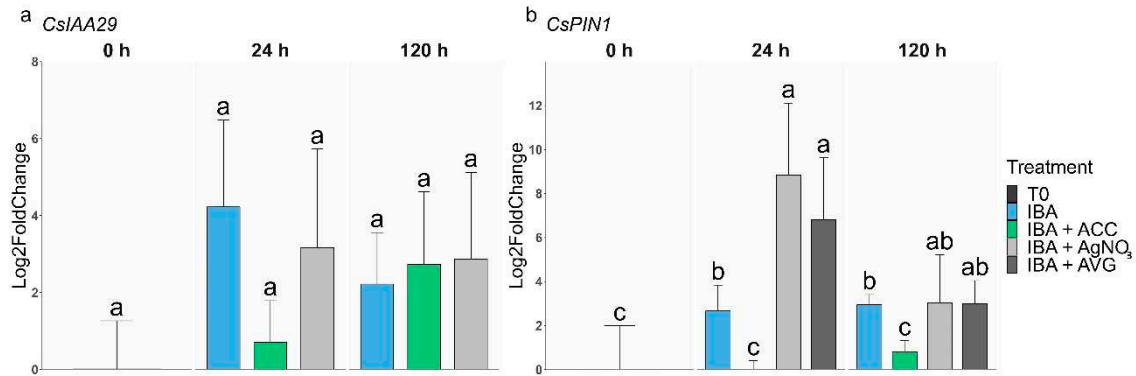 a CsIAA29
0 h 24 h 120 h
Log2FoldChange
8
6
4
2
0
a a a a a a a
b CsPIN1
0 h 24 h 120 h
Log2FoldChange
12
10
8
6
4
2
0
c b c a a b c ab ab
Treatment
T0
IBA
IBA + ACC
IBA + AgNO₃
IBA + AVG